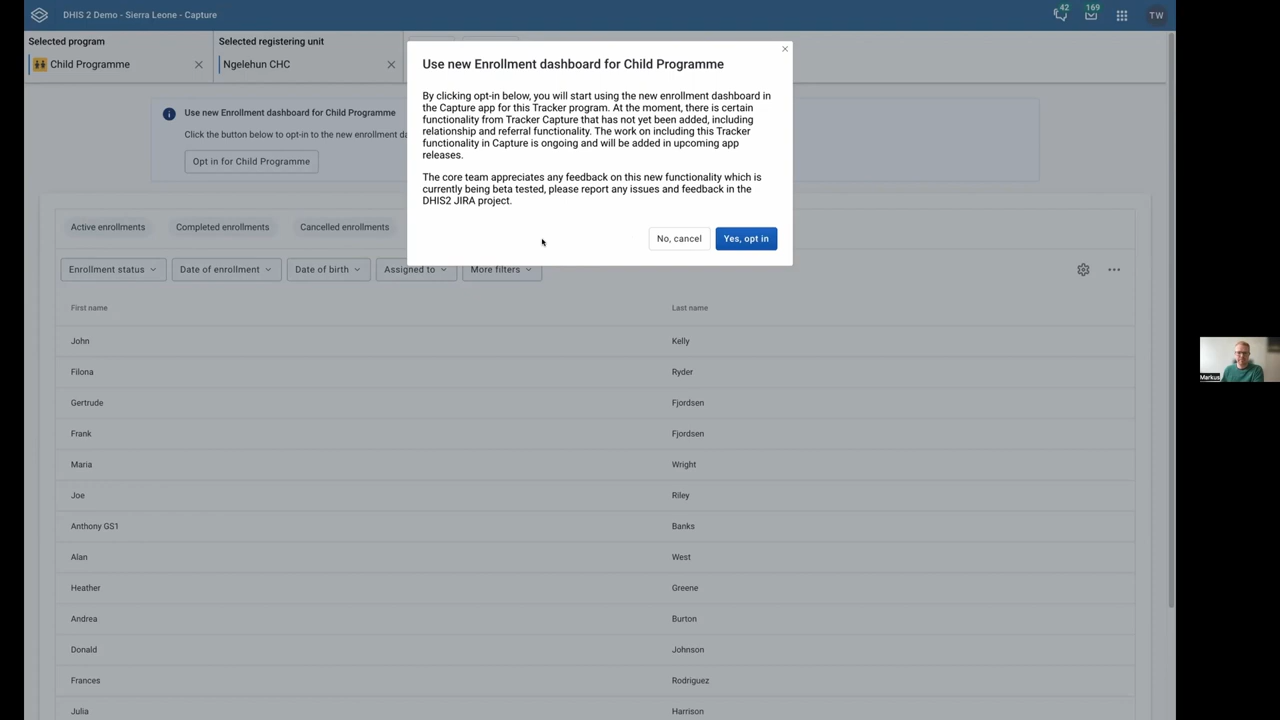 DHIS 2 Demo - Sierra Leone - Capture
42
169
TW
Selected program
Child Programme
Selected registering unit
Ngelehun CHC
Use new Enrollment dashboard for Child Programme
By clicking opt-in below, you will start using the new enrollment dashboard in
the Capture app for this Tracker program. At the moment, there is certain
functionality from Tracker Capture that has not yet been added, including
relationship and referral functionality. The work on including this Tracker
functionality in Capture is ongoing and will be added in upcoming app
releases.
The core team appreciates any feedback on this new functionality which is
currently being beta tested, please report any issues and feedback in the
DHIS2 JIRA project.
No, cancel
Yes, opt in
Use new Enrollment dashboard for Child Programme
Click the button below to opt-in to the new enrollment
Opt in for Child Programme
Active enrollments
Completed enrollments
Cancelled enrollments
Enrollment status
Date of enrollment
Date of birth
Assigned to
More filters
First name Last name
John Kelly
Filona Ryder
Gertrude Fjordsen
Frank Fjordsen
Maria Wright
Joe Riley
Anthony GS1 Banks
Alan West
Heather Greene
Andrea Burton
Donald Johnson
Frances Rodriguez
Julia Harrison
Markus